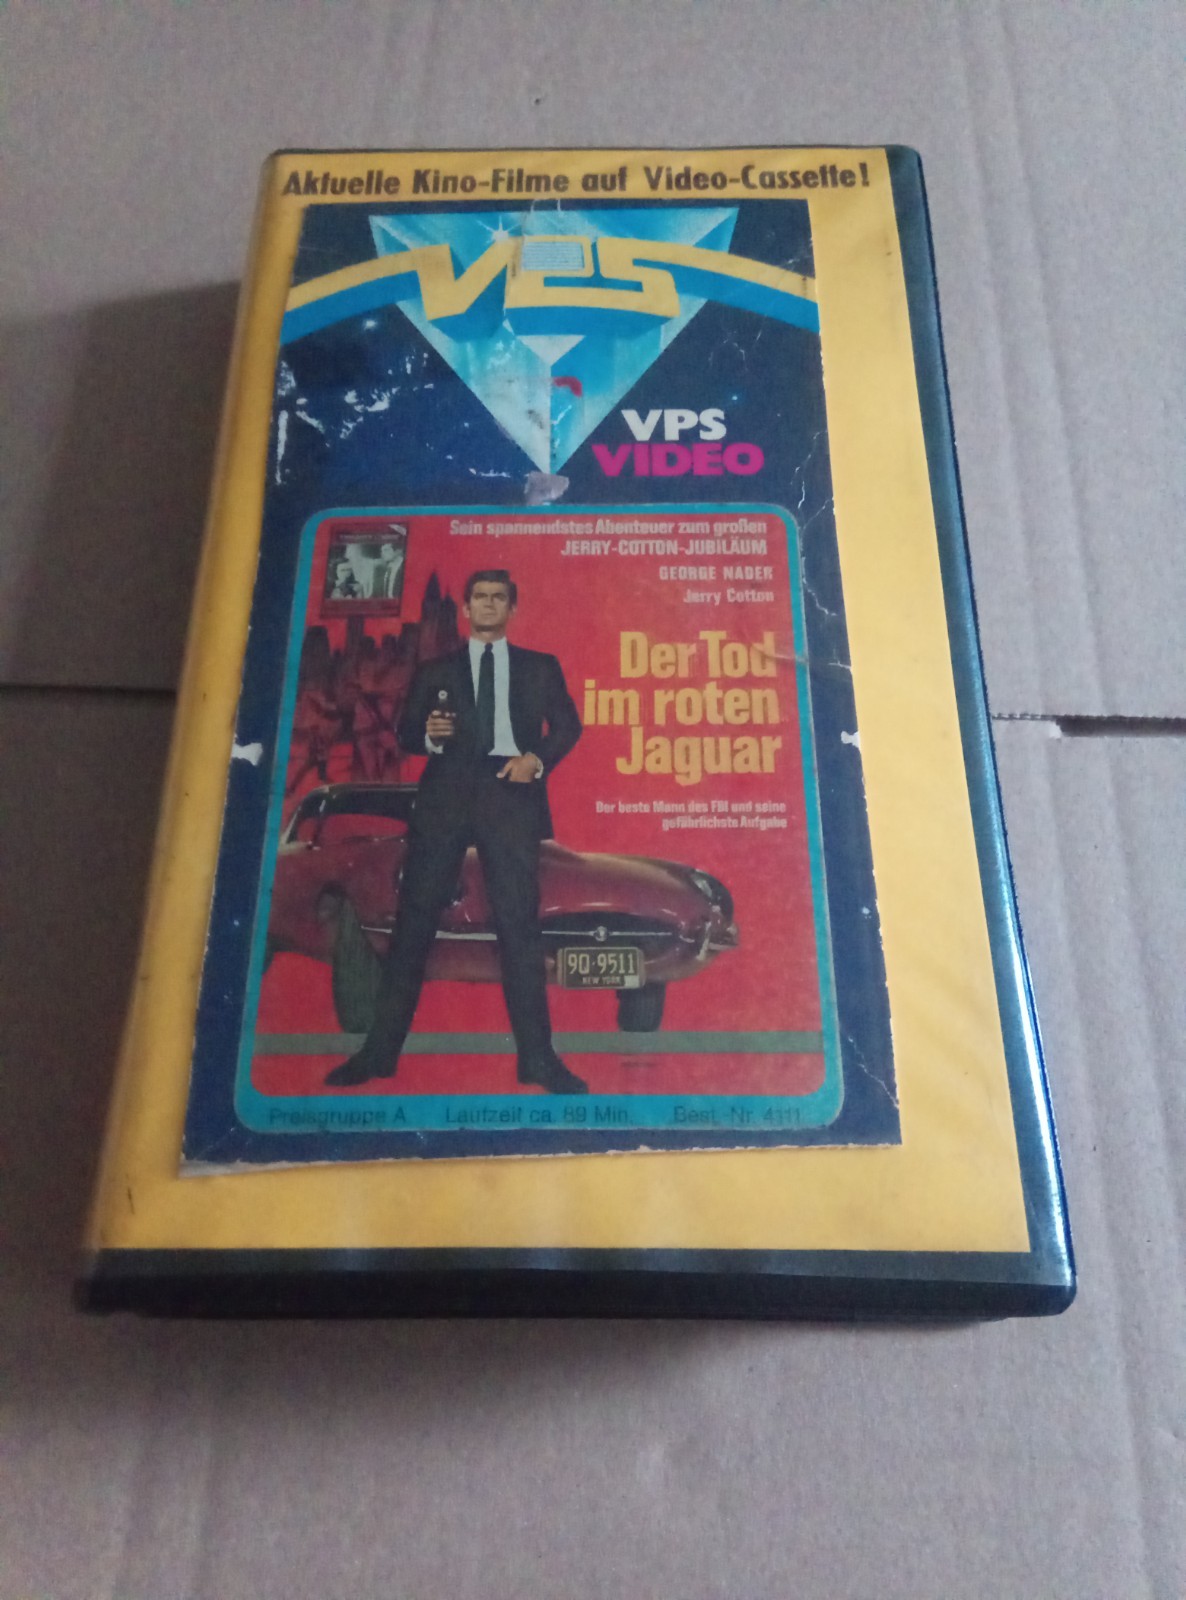 Aktuelle Kino-Filme auf Video-Cassette!
VPS
VPS
VIDEO
Sein spannendstes Abenteuer zum großen
JERRY-COTTON-JUBILÄUM
GEORGE NADER
Jerry Cotton
Der Tod
im roten
Jaguar
Der beste Mann des FBI und seine
gefährlichste Aufgabe
90·9511
NEW YORK
Preisgruppe A Laufzeit ca. 89 Min. Best.-Nr. 4311